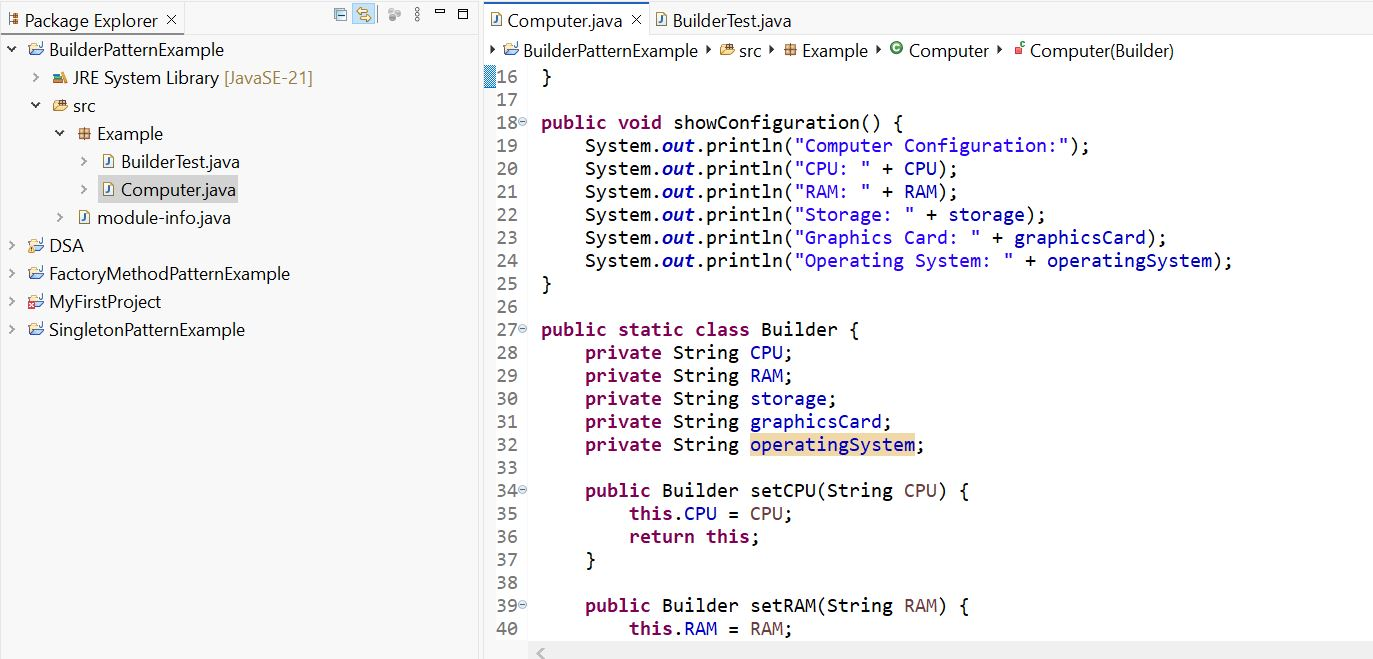 Package Explorer
BuilderPatternExample
JRE System Library [JavaSE-21]
src
Example
BuilderTest.java
Computer.java
module-info.java
DSA
FactoryMethodPatternExample
MyFirstProject
SingletonPatternExample
Computer.java BuilderTest.java
BuilderPatternExample src Example Computer Computer(Builder)
16 }
17
18 public void showConfiguration() {
19 System.out.println("Computer Configuration:");
20 System.out.println("CPU: " + CPU);
21 System.out.println("RAM: " + RAM);
22 System.out.println("Storage: " + storage);
23 System.out.println("Graphics Card: " + graphicsCard);
24 System.out.println("Operating System: " + operatingSystem);
25 }
26
27 public static class Builder {
28 private String CPU;
29 private String RAM;
30 private String storage;
31 private String graphicsCard;
32 private String operatingSystem;
33
34 public Builder setCPU(String CPU) {
35 this.CPU = CPU;
36 return this;
37 }
38
39 public Builder setRAM(String RAM) {
40 this.RAM = RAM;